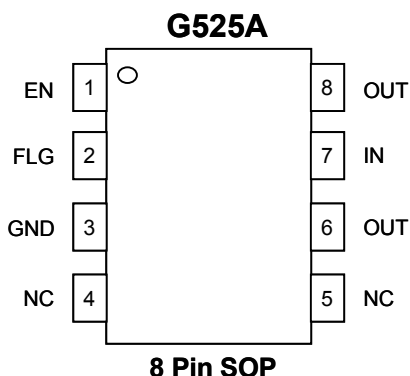 G525A
EN 1 8 OUT
FLG 2 7 IN
GND 3 6 OUT
NC 4 5 NC
8 Pin SOP